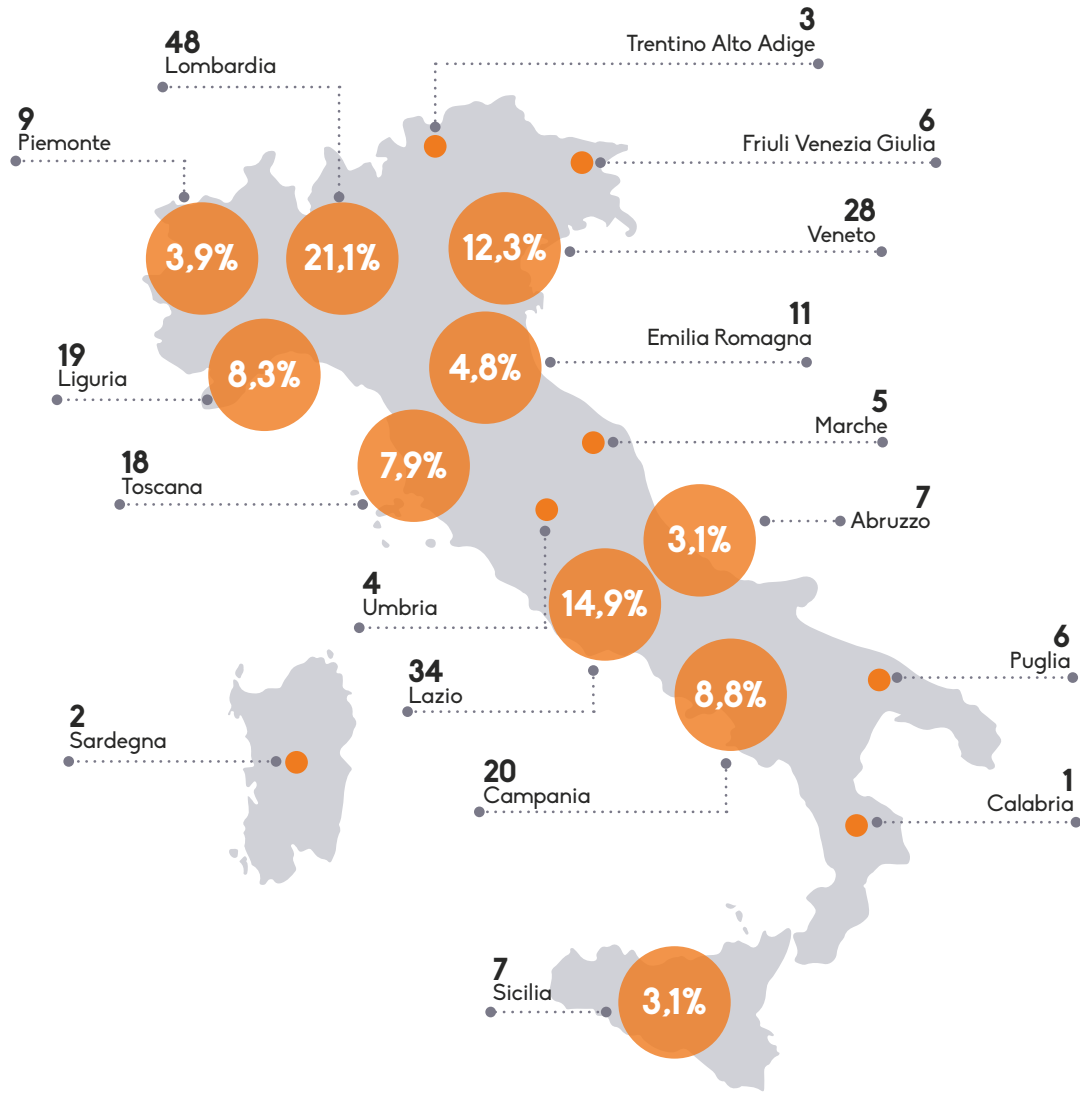 3
Trentino Alto Adige
48
Lombardia
9
Piemonte
6
Friuli Venezia Giulia
28
Veneto
3,9%
21,1%
12,3%
11
Emilia Romagna
19
Liguria
8,3%
4,8%
5
Marche
18
Toscana
7,9%
7
Abruzzo
3,1%
4
Umbria
14,9%
34
Lazio
6
Puglia
8,8%
2
Sardegna
20
Campania
1
Calabria
7
Sicilia
3,1%